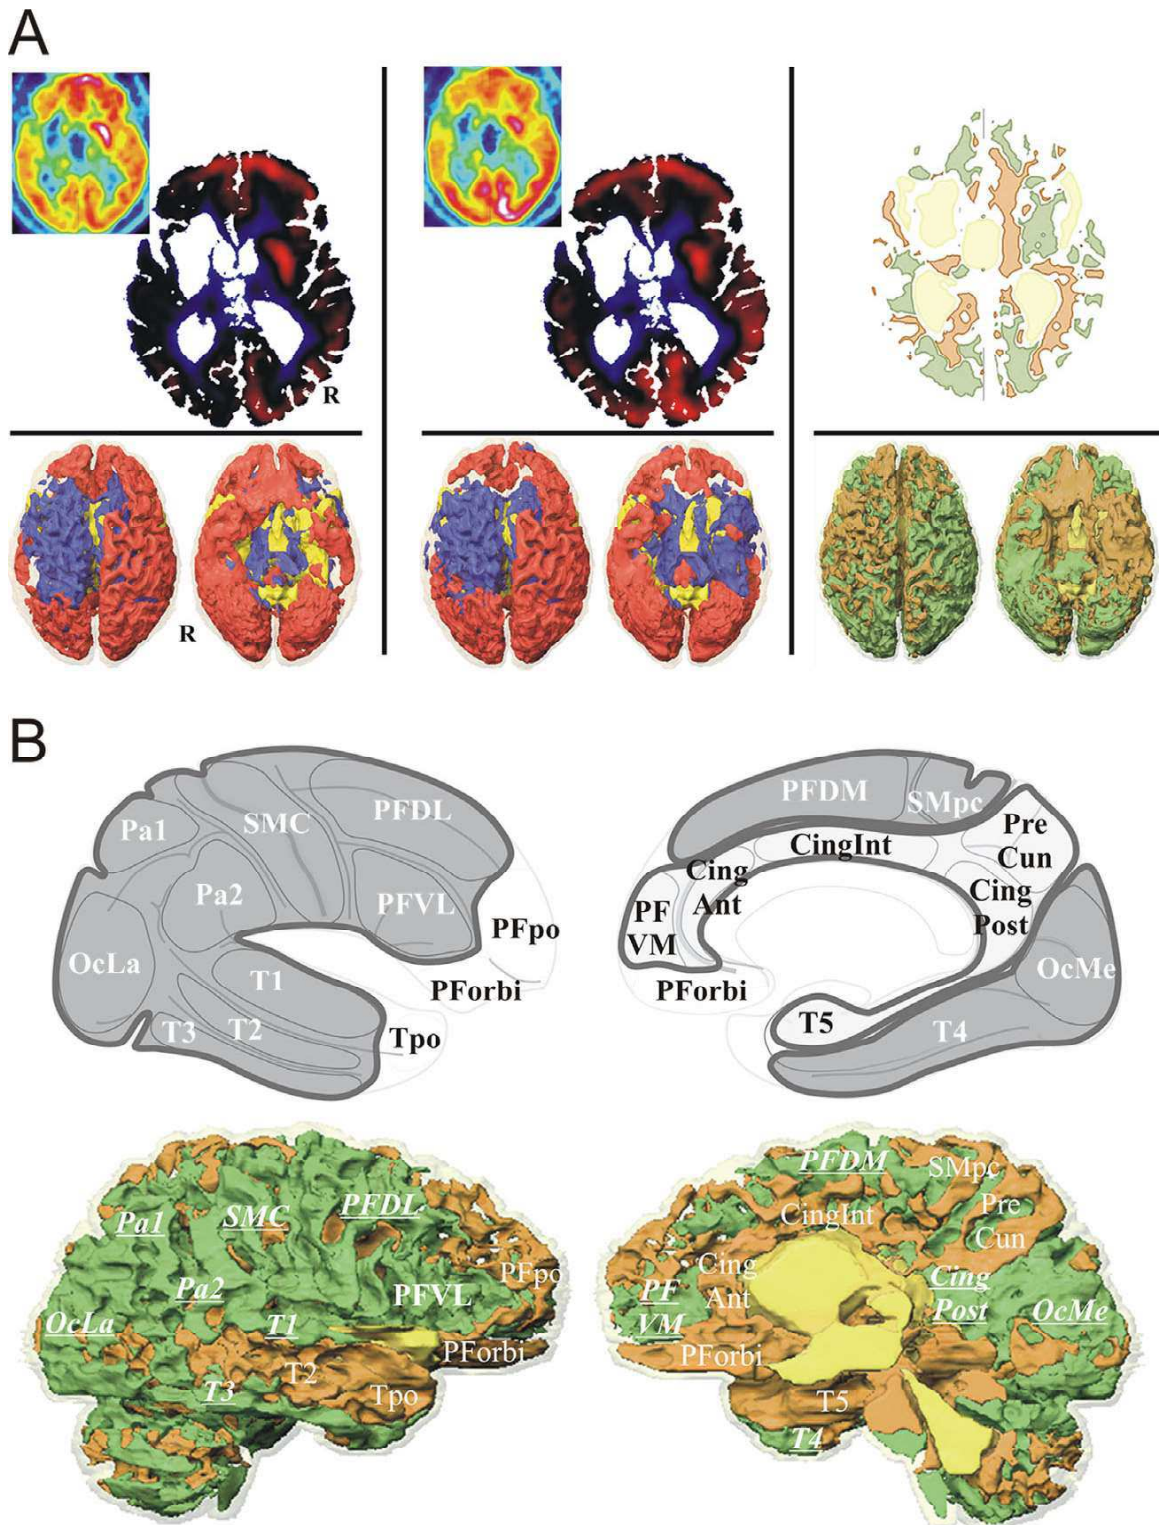 A
R
R
B
Pa1
SMC
PFDL
Pa2
PFVL
PFpo
OcLa
T1
PForbi
T3
T2
Tpo
PFDM
SMpc
CingInt
Pre
Cun
Cing
Ant
PF
VM
Cing
Post
PForbi
OcMe
T5
T4
Pa1
SMC
PFDL
Pa2
PFVL
PFpo
OcLa
T1
PForbi
T2
T3
Tpo
PFDM
SMpc
CingInt
Pre
Cun
Cing
Ant
PF
VM
Cing
Post
OcMe
PForbi
T5
T4